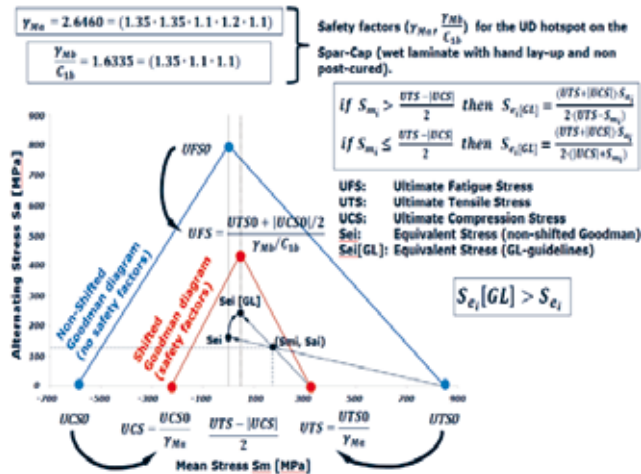 γMa = 2.6460 = (1.35 · 1.35 · 1.1 · 1.2 · 1.1)
γMb/C1b = 1.6335 = (1.35 · 1.1 · 1.1)
Safety factors (γMa, γMb/C1b) for the UD hotspot on the
Spar-Cap (wet laminate with hand lay-up and non
post-cured).
if Smi > (UTS-|UCS|)/2 then Sei[GL] = (UTS+|UCS|)·Sai/2·(UTS-Smi)
if Smi ≤ (UTS-|UCS|)/2 then Sei[GL] = (UTS+|UCS|)·Sai/2·(|UCS|+Smi)
UFS: Ultimate Fatigue Stress
UTS: Ultimate Tensile Stress
UCS: Ultimate Compression Stress
Sei: Equivalent Stress (non-shifted Goodman)
Sei[GL]: Equivalent Stress (GL-guidelines)
Sei[GL] > Sei
Alternating Stress Sa [MPa]
900
800
700
600
500
400
300
200
100
0
UFS0
UFS = (UTS0 + |UCS0|/2)/(γMb/C1b)
Non-Shifted
Goodman diagram
(no safety factors)
Shifted
Goodman diagram
(safety factors)
Sei [GL]
Sei
(Smi, Sai)
-700 -500 -300 -100 100 300 500 700 900
UCS0
UCS = UCS0/γMa
(UTS - |UCS|)/2
UTS = UTS0/γMa
UTS0
Mean Stress Sm [MPa]